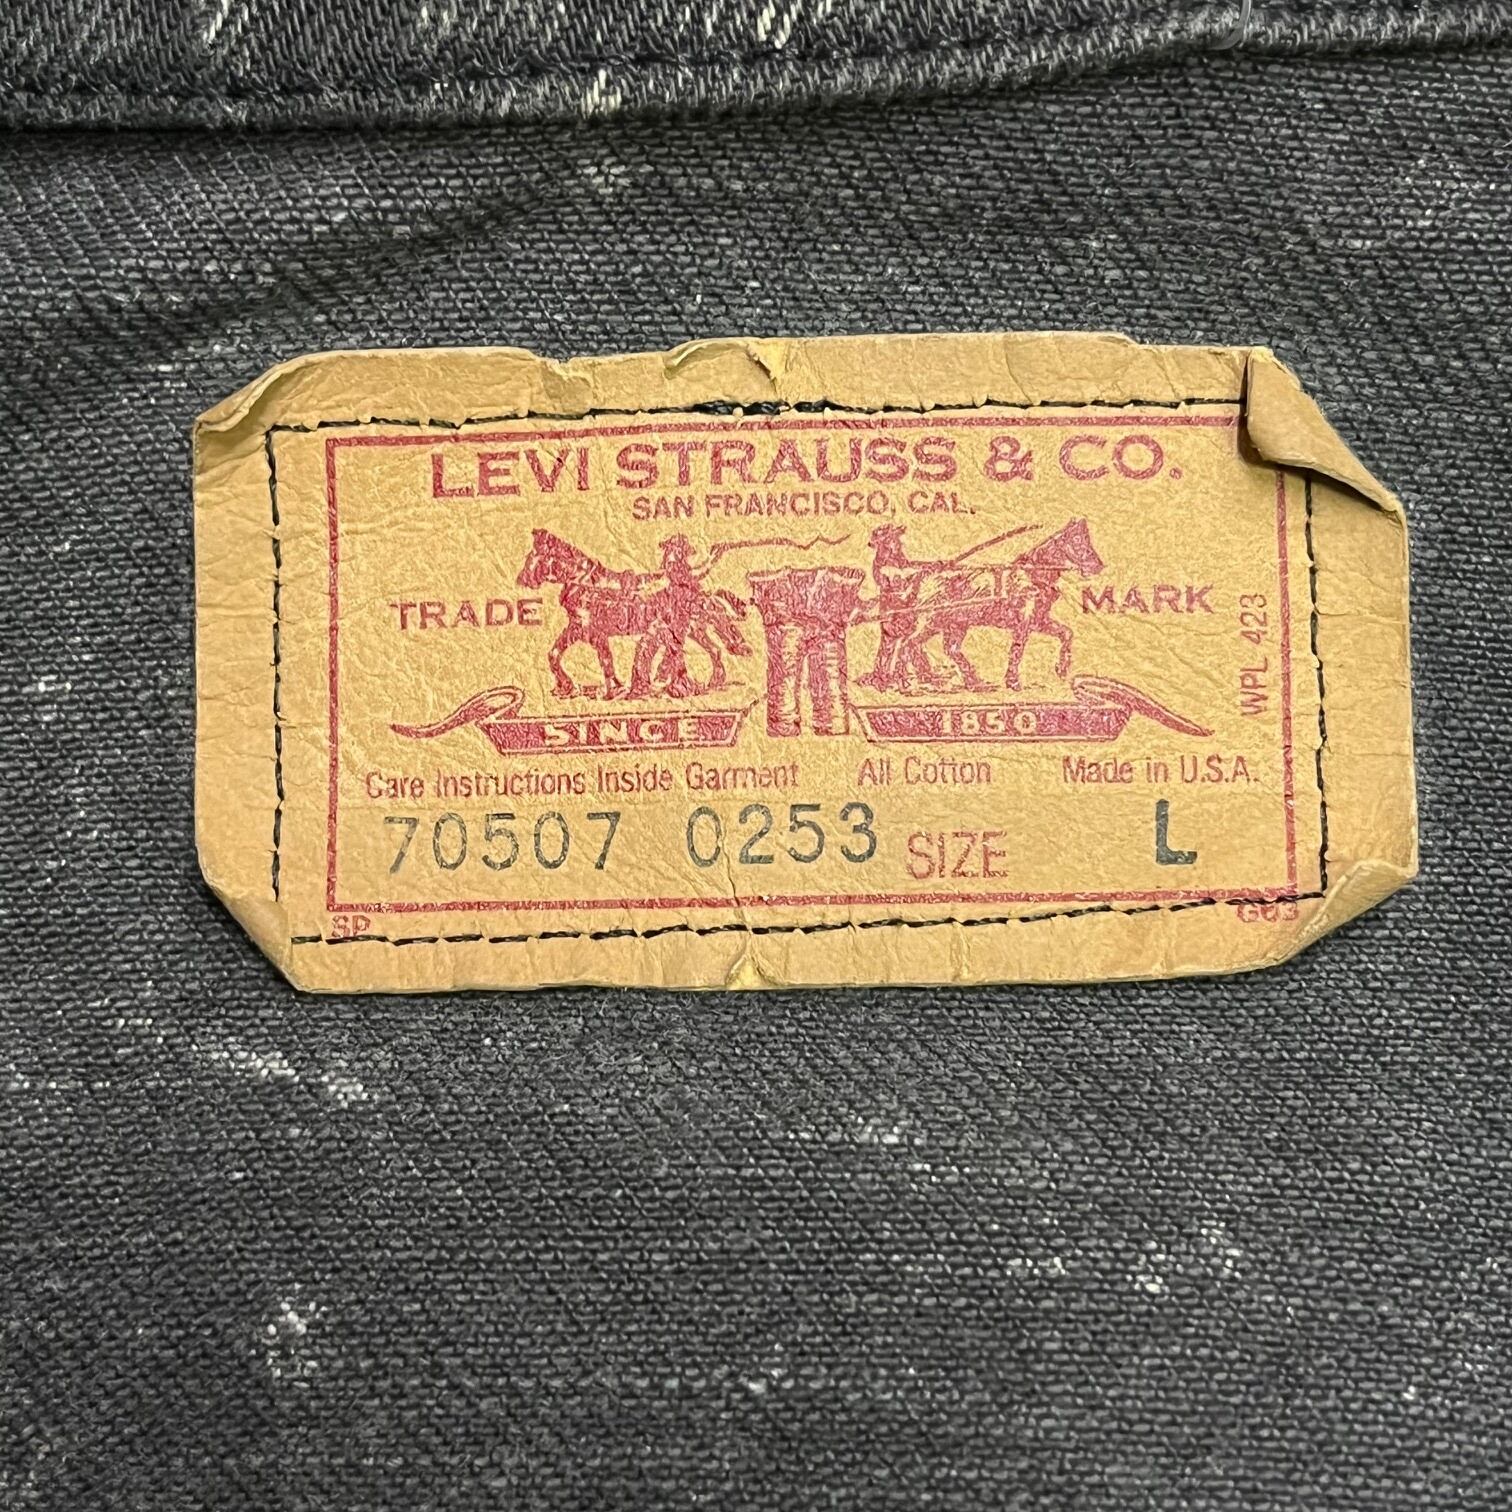 LEVI STRAUSS & CO.
SAN FRANCISCO, CAL.
TRADE MARK
WPL 423
SINCE 1850
Care Instructions Inside Garment All Cotton Made in U.S.A.
70507 0253 SIZE L
SP